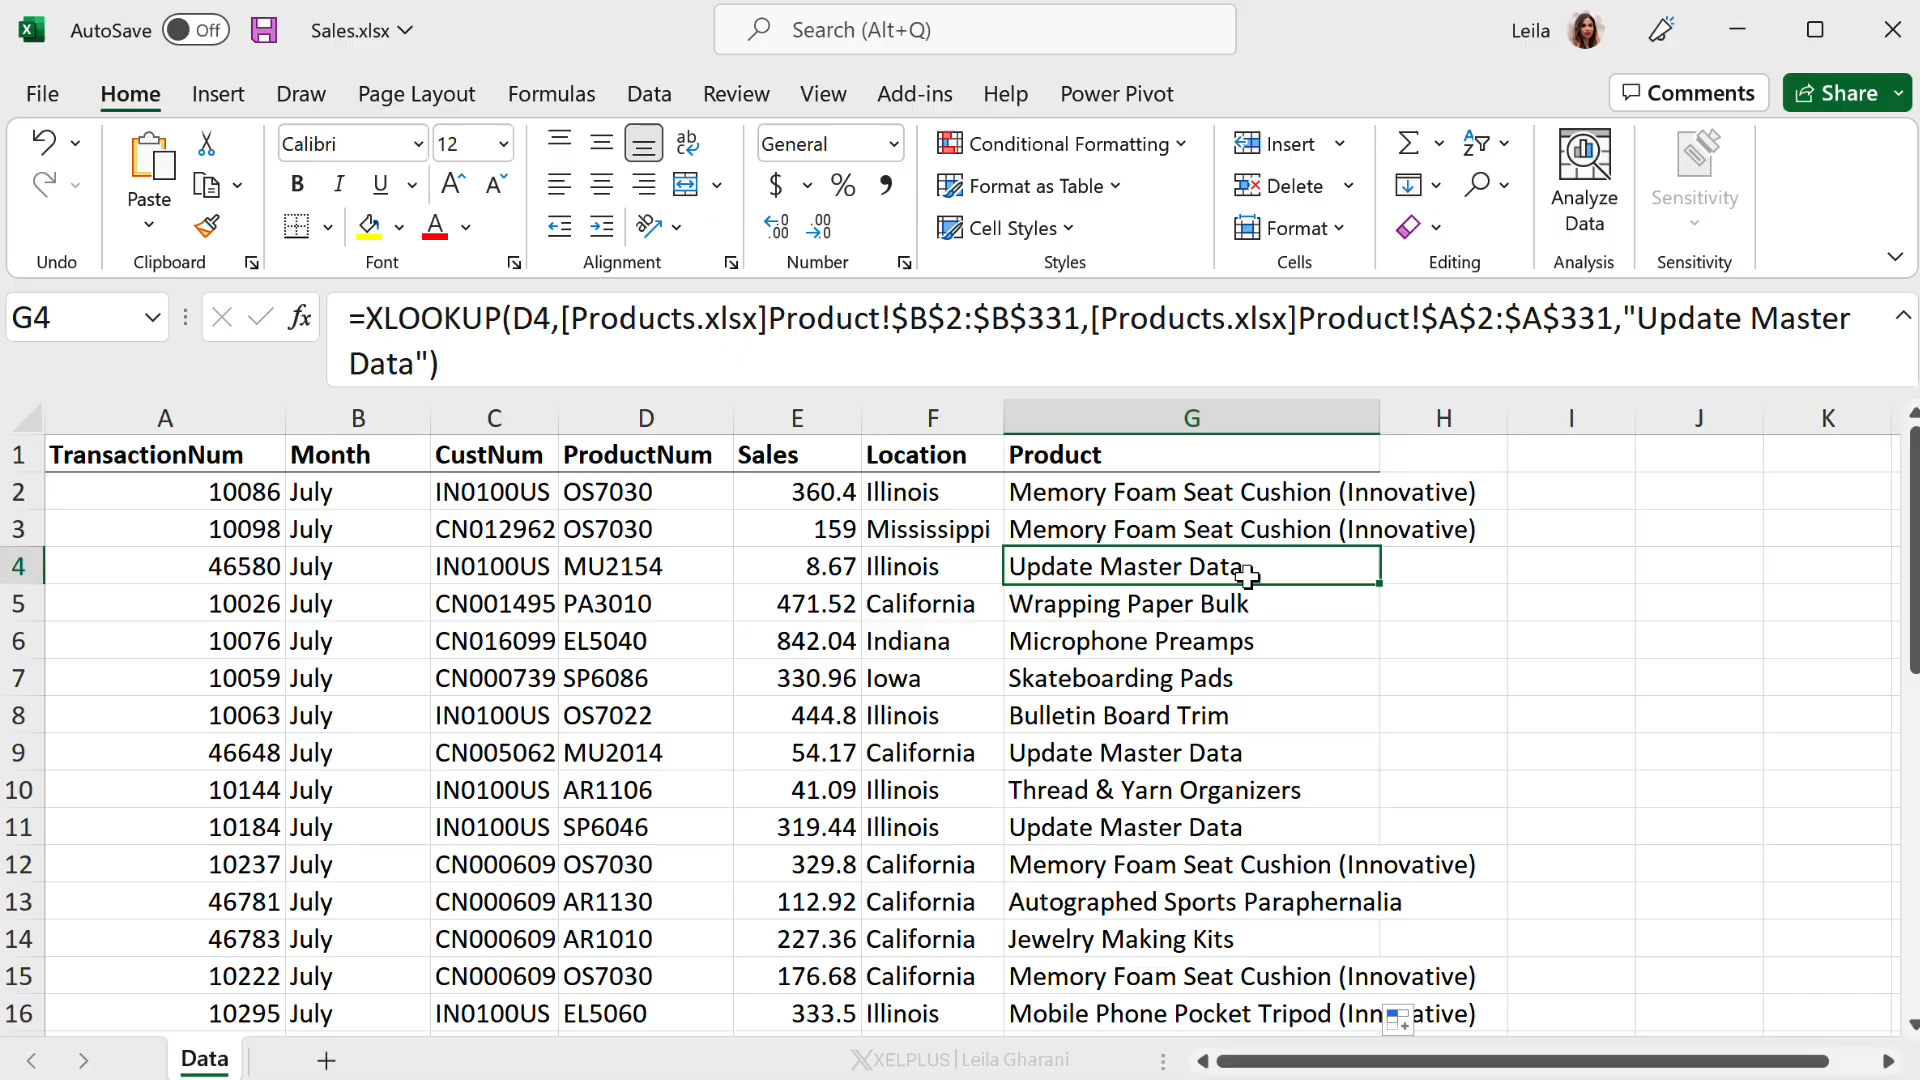 AutoSave Off Sales.xlsx Search (Alt+Q) Leila
File Home Insert Draw Page Layout Formulas Data Review View Add-ins Help Power Pivot Comments Share
Calibri 12 ab General Conditional Formatting Insert
Paste B I U A A $ % Format as Table Delete Analyze Data Sensitivity
A Cell Styles Format
Undo Clipboard Font Alignment Number Styles Cells Editing Analysis Sensitivity
G4 fx =XLOOKUP(D4,[Products.xlsx]Product!$B$2:$B$331,[Products.xlsx]Product!$A$2:$A$331,"Update Master
Data")
A B C D E F G H I J K
1 TransactionNum Month CustNum ProductNum Sales Location Product
2 10086 July IN0100US OS7030 360.4 Illinois Memory Foam Seat Cushion (Innovative)
3 10098 July CN012962 OS7030 159 Mississippi Memory Foam Seat Cushion (Innovative)
4 46580 July IN0100US MU2154 8.67 Illinois Update Master Data
5 10026 July CN001495 PA3010 471.52 California Wrapping Paper Bulk
6 10076 July CN016099 EL5040 842.04 Indiana Microphone Preamps
7 10059 July CN000739 SP6086 330.96 Iowa Skateboarding Pads
8 10063 July IN0100US OS7022 444.8 Illinois Bulletin Board Trim
9 46648 July CN005062 MU2014 54.17 California Update Master Data
10 10144 July IN0100US AR1106 41.09 Illinois Thread & Yarn Organizers
11 10184 July IN0100US SP6046 319.44 Illinois Update Master Data
12 10237 July CN000609 OS7030 329.8 California Memory Foam Seat Cushion (Innovative)
13 46781 July CN000609 AR1130 112.92 California Autographed Sports Paraphernalia
14 46783 July CN000609 AR1010 227.36 California Jewelry Making Kits
15 10222 July CN000609 OS7030 176.68 California Memory Foam Seat Cushion (Innovative)
16 10295 July IN0100US EL5060 333.5 Illinois Mobile Phone Pocket Tripod (Inn ative)
Data XELPLUS | Leila Gharani